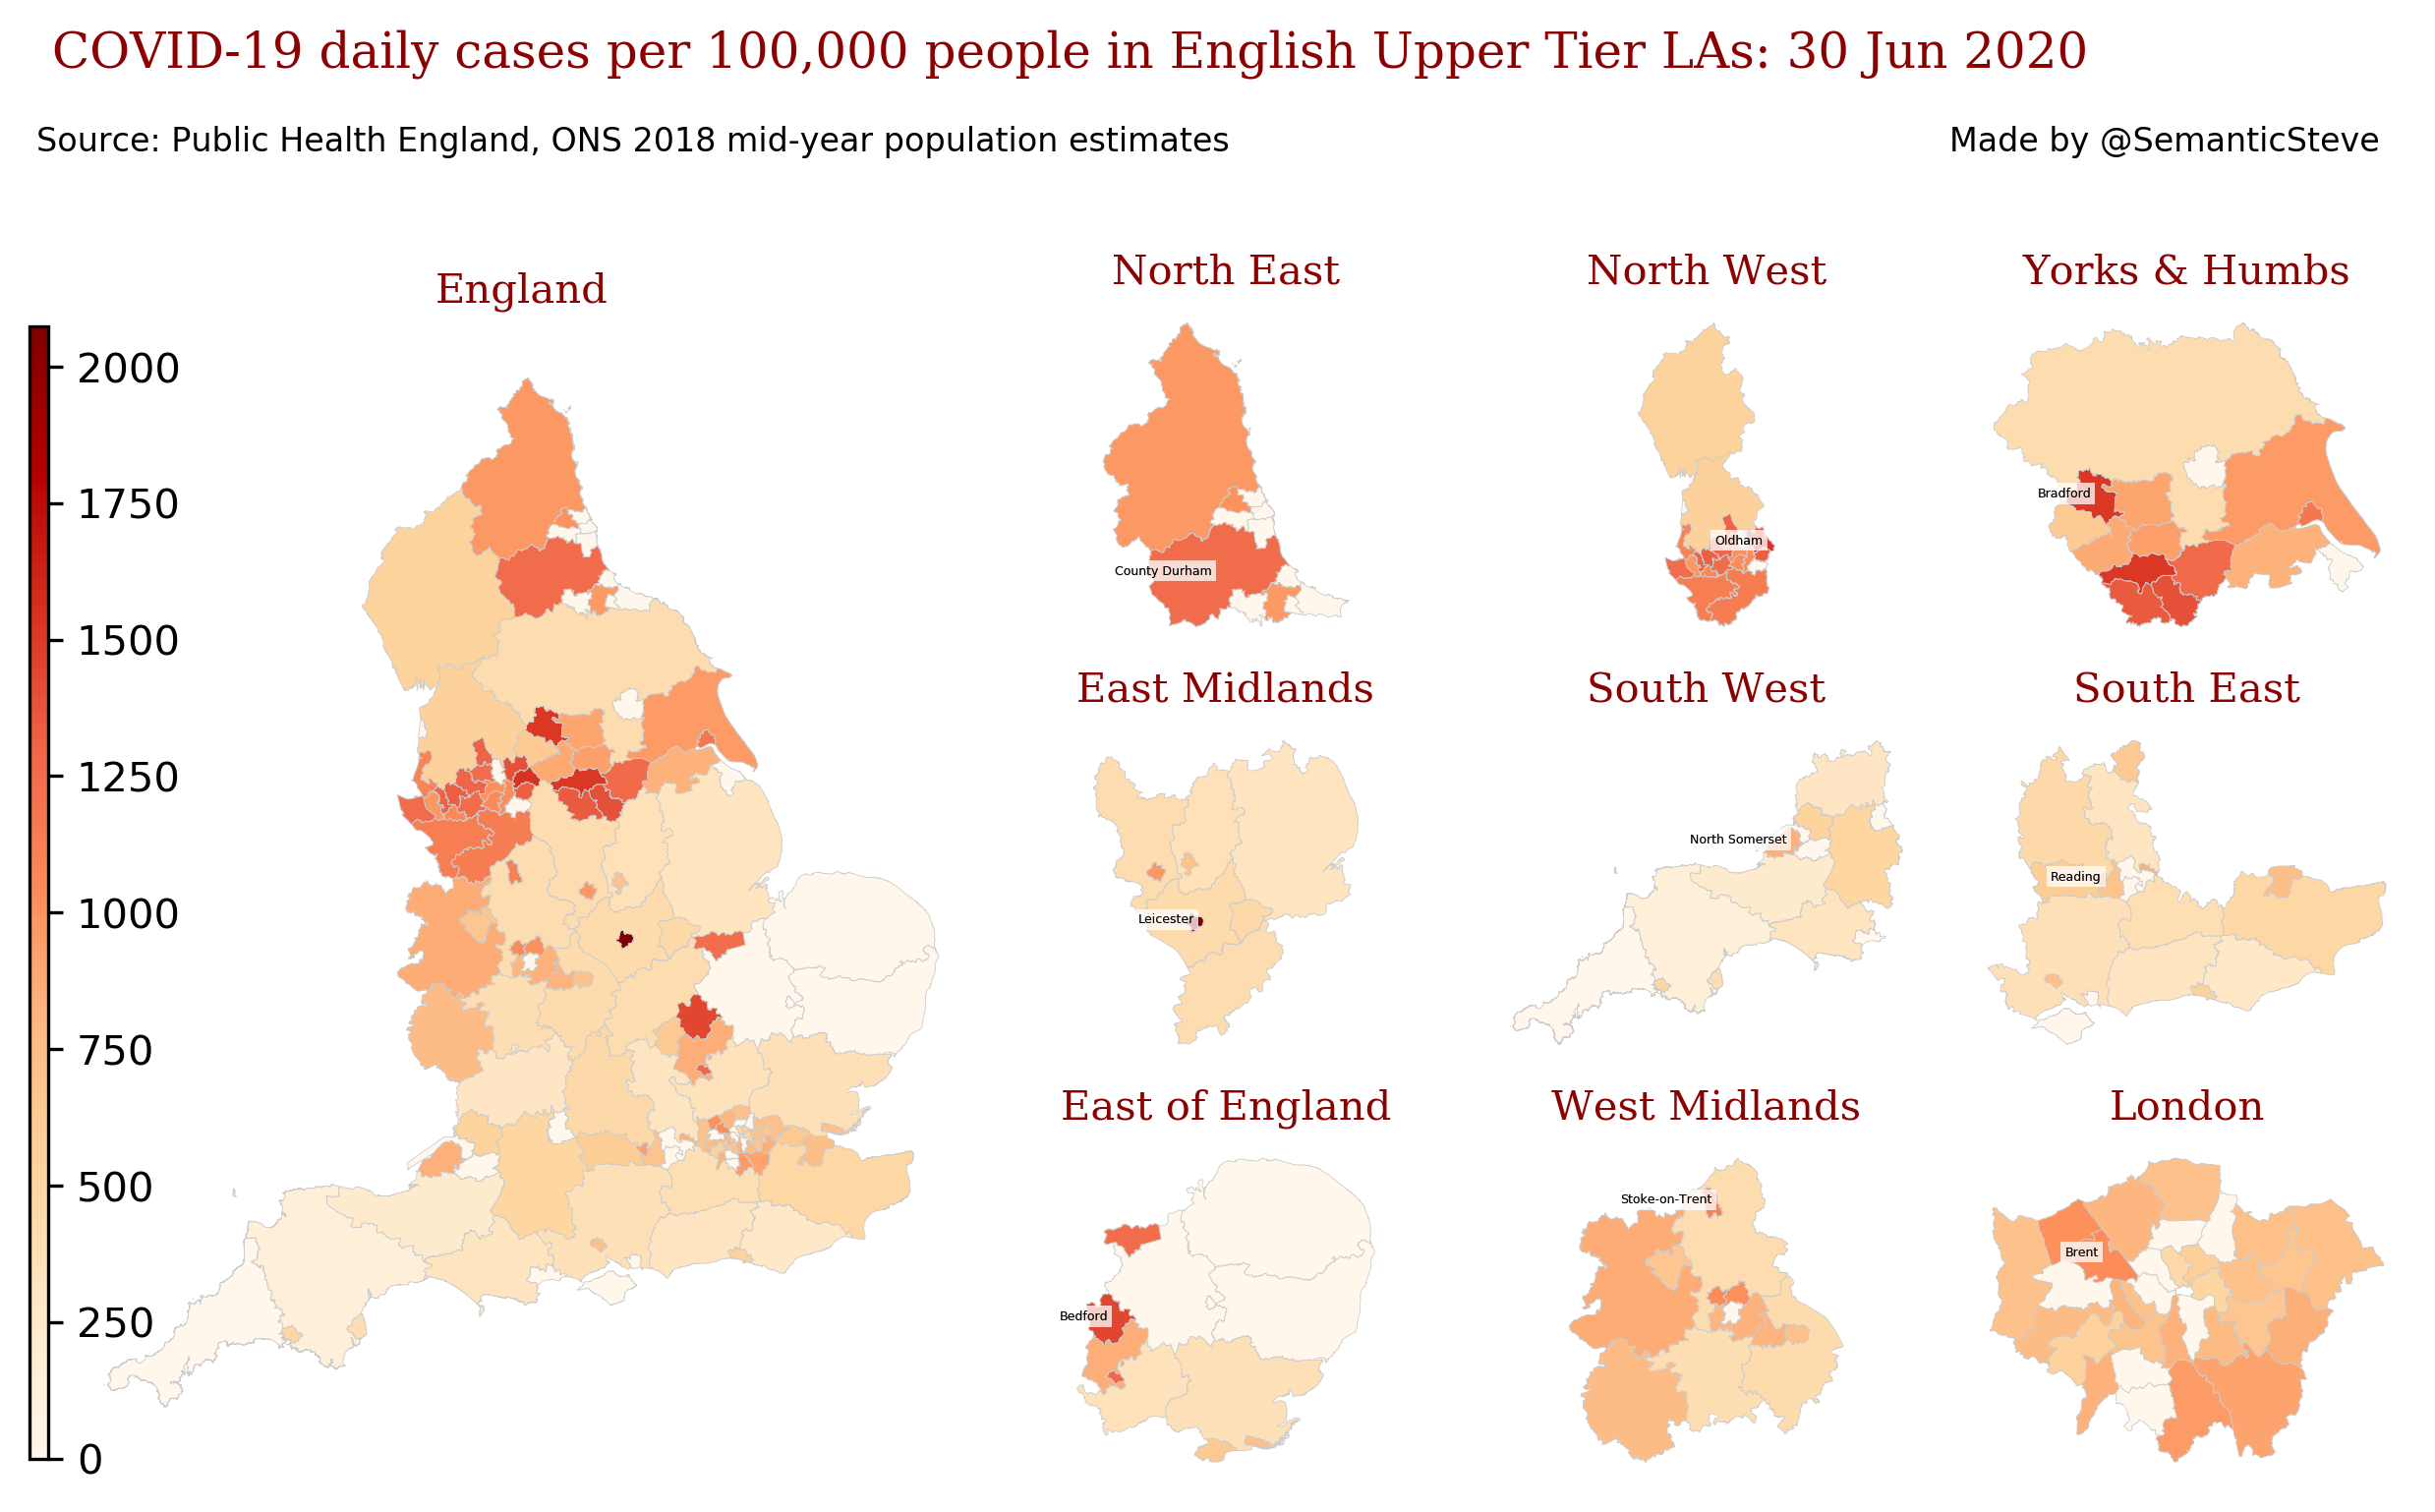 COVID-19 daily cases per 100,000 people in English Upper Tier LAs: 30 Jun 2020
Source: Public Health England, ONS 2018 mid-year population estimates
Made by @SemanticSteve
England
2000
1750
1500
1250
1000
750
500
250
0
North East
County Durham
North West
Oldham
Yorks & Humbs
Bradford
East Midlands
Leicester
South West
North Somerset
South East
Reading
East of England
Bedford
West Midlands
Stoke-on-Trent
London
Brent